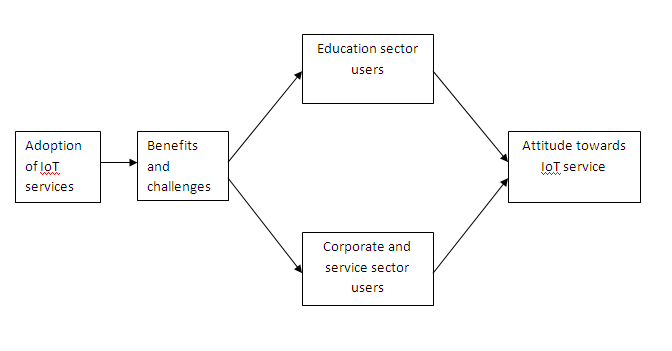 Education sector
users
Adoption
of IoT
services
Benefits
and
challenges
Attitude towards
IoT service
Corporate and
service sector
users